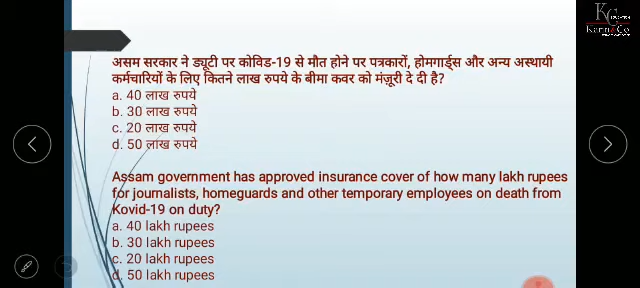 KC
Karni&Co
असम सरकार ने ड्यूटी पर कोविड-19 से मौत होने पर पत्रकारों, होमगार्ड्स और अन्य अस्थायी
कर्मचारियों के लिए कितने लाख रुपये के बीमा कवर को मंज़ूरी दे दी है?
a. 40 लाख रुपये
b. 30 लाख रुपये
c. 20 लाख रुपये
d. 50 लाख रुपये
Assam government has approved insurance cover of how many lakh rupees
for journalists, homeguards and other temporary employees on death from
Kovid-19 on duty?
a. 40 lakh rupees
b. 30 lakh rupees
c. 20 lakh rupees
d. 50 lakh rupees